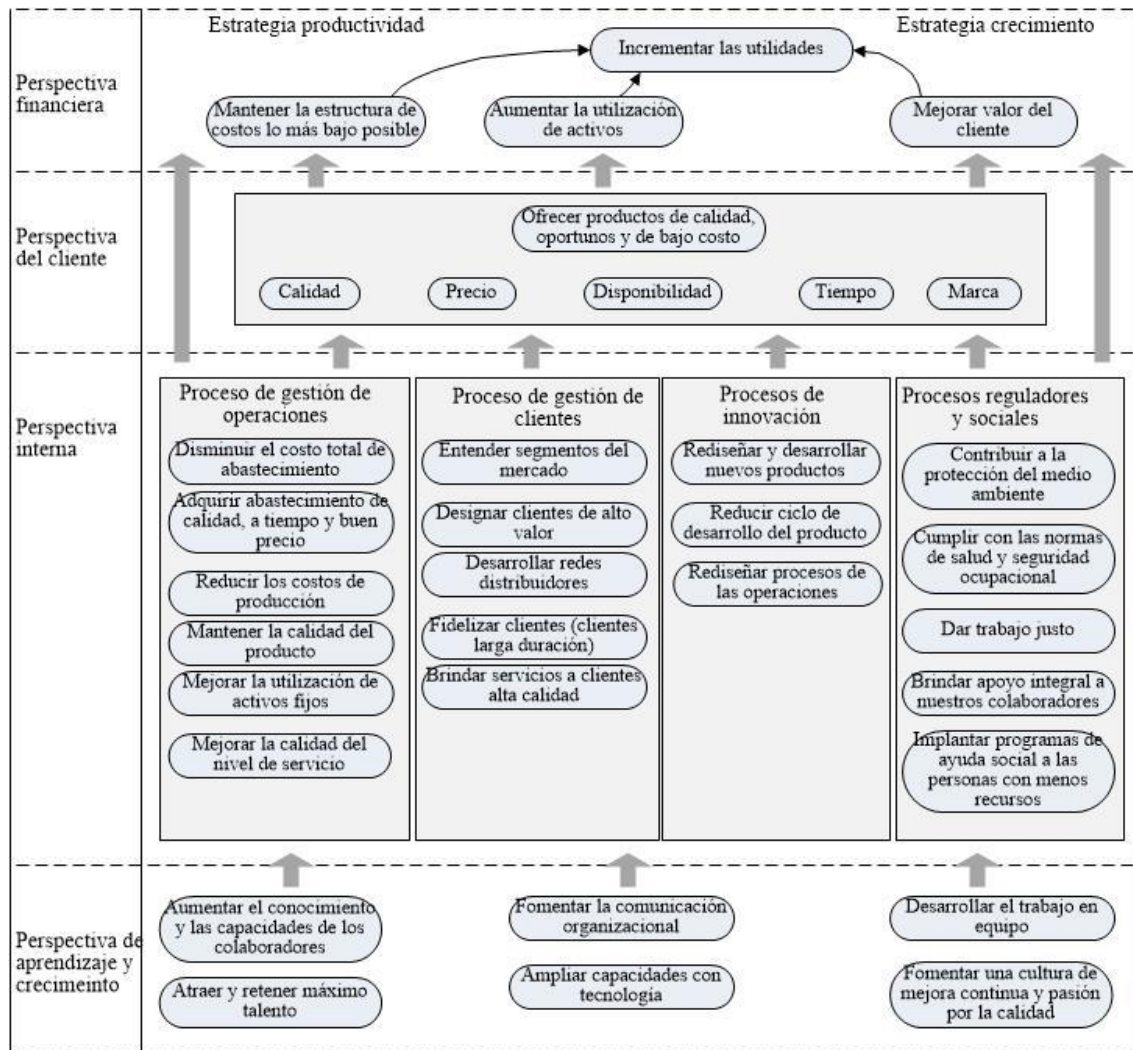 Estrategia productividad
Estrategia crecimiento
Incrementar las utilidades
Perspectiva
financiera
Mantener la estructura de
costos lo más bajo posible
Aumentar la utilización
de activos
Mejorar valor del
cliente
Perspectiva
del cliente
Ofrecer productos de calidad,
oportunos y de bajo costo
Calidad
Precio
Disponibilidad
Tiempo
Marca
Perspectiva
interna
Proceso de gestión de
operaciones
Disminuir el costo total de
abastecimiento
Adquirir abastecimiento de
calidad, a tiempo y buen
precio
Reducir los costos de
producción
Mantener la calidad del
producto
Mejorar la utilización de
activos fijos
Mejorar la calidad del
nivel de servicio
Proceso de gestión de
clientes
Entender segmentos del
mercado
Designar clientes de alto
valor
Desarrollar redes
distribuidores
Fidelizar clientes (clientes
larga duración)
Brindar servicios a clientes
alta calidad
Procesos de
innovación
Rediseñar y desarrollar
nuevos productos
Reducir ciclo de
desarrollo del producto
Rediseñar procesos de
las operaciones
Procesos reguladores
y sociales
Contribuir a la
protección del medio
ambiente
Cumplir con las normas
de salud y seguridad
ocupacional
Dar trabajo justo
Brindar apoyo integral a
nuestros colaboradores
Implantar programas de
ayuda social a las
personas con menos
recursos
Perspectiva de
aprendizaje y
crecimeinto
Aumentar el conocimiento
y las capacidades de los
colaboradores
Atraer y retener máximo
talento
Fomentar la comunicación
organizacional
Ampliar capacidades con
tecnología
Desarrollar el trabajo en
equipo
Fomentar una cultura de
mejora continua y pasión
por la calidad